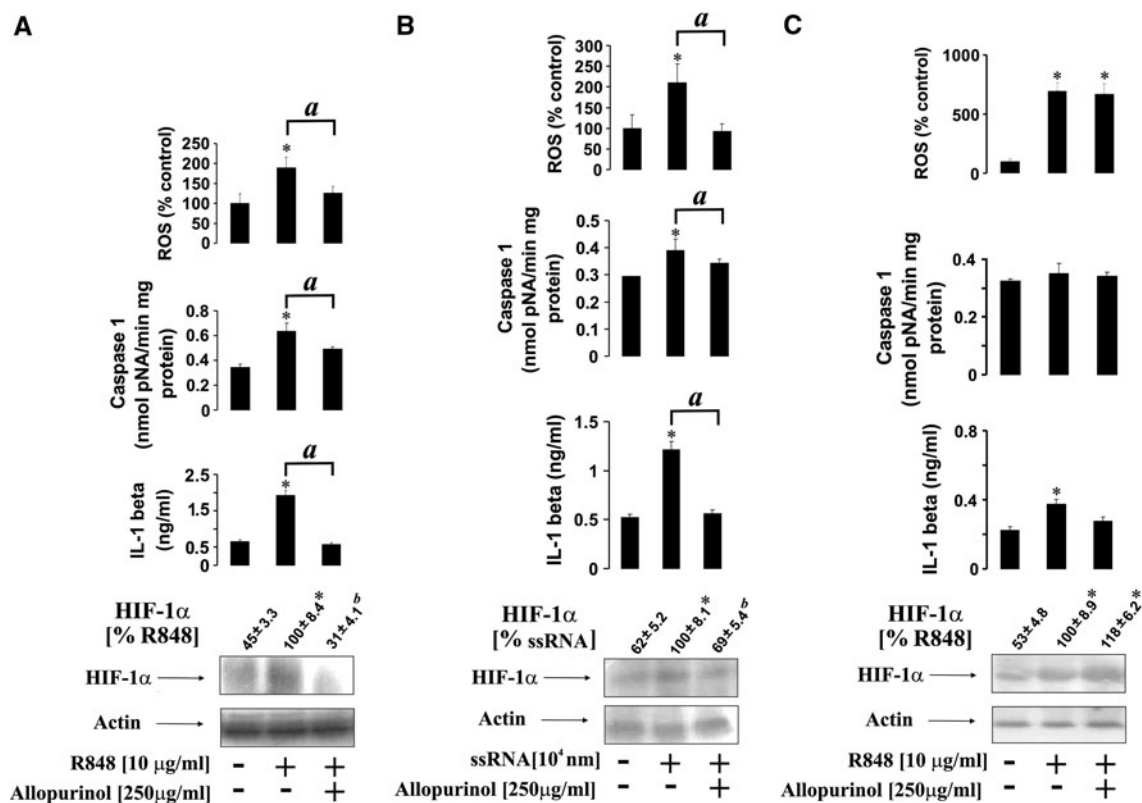 A
ROS (% control)
250
200
150
100
50
0
*
a
Caspase 1
(nmol pNA/min mg
protein)
0.8
0.6
0.4
0.2
0
*
a
IL-1 beta
(ng/ml)
2.5
1.5
0.5
0
*
a
HIF-1α
[% R848]
45±3.3
100±8.4*
31±4.1
HIF-1α
Actin
R848 [10 μg/ml] - + +
Allopurinol [250μg/ml] - - +
B
ROS (% control)
300
250
200
150
100
50
0
*
a
Caspase 1
(nmol pNA/min mg
protein)
0.5
0.4
0.3
0.2
0.1
0
*
a
IL-1 beta (ng/ml)
1.5
1
0.5
0
*
a
HIF-1α
[% ssRNA]
62±5.2
100±8.1*
69±5.4
HIF-1α
Actin
ssRNA[10⁴ nm] - + +
Allopurinol [250μg/ml] - - +
C
ROS (% control)
1000
500
0
*
*
Caspase 1
(nmol pNA/min mg
protein)
0.4
0.2
0
IL-1 beta (ng/ml)
0.8
0.4
0
*
HIF-1α
[% R848]
53±4.8
100±8.9*
118±6.2*
HIF-1α
Actin
R848 [10 μg/ml] - + +
Allopurinol [250μg/ml] - - +